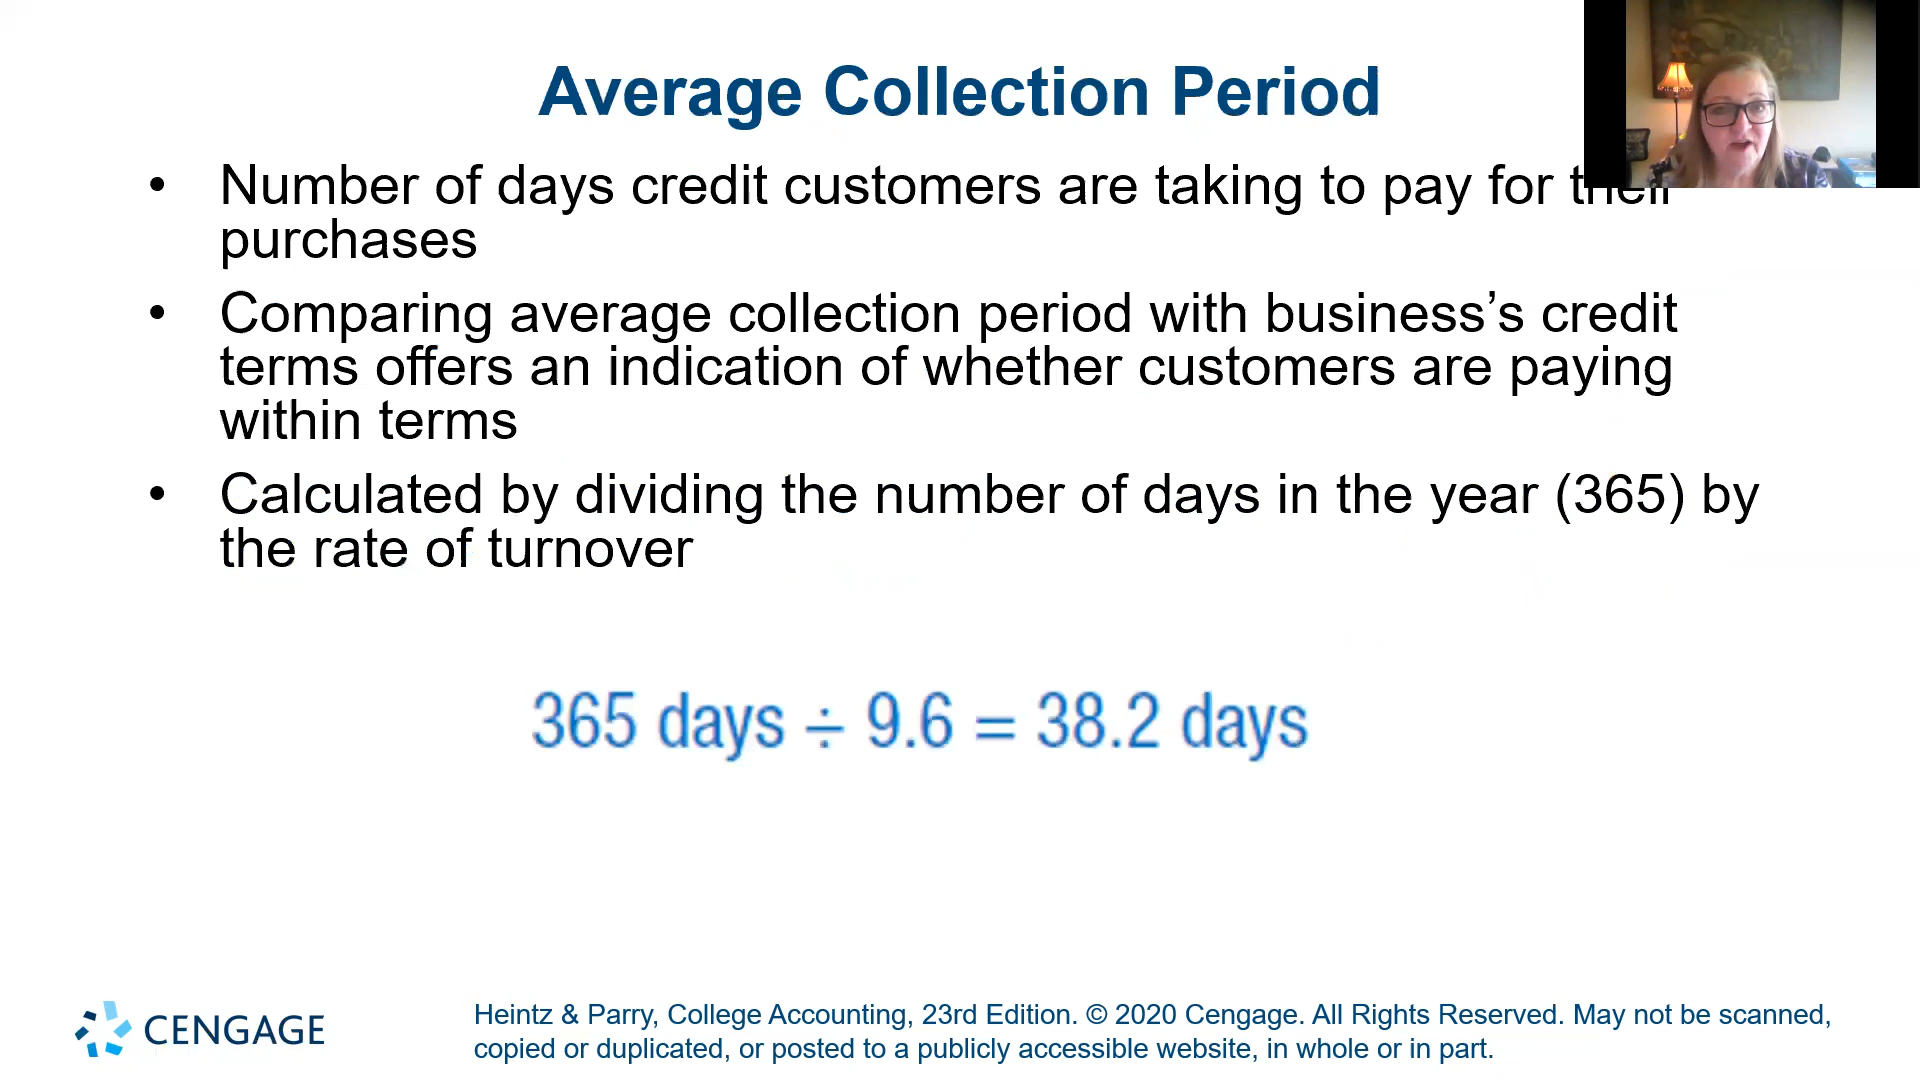 Average Collection Period
• Number of days credit customers are taking to pay for their
purchases
• Comparing average collection period with business’s credit
terms offers an indication of whether customers are paying
within terms
• Calculated by dividing the number of days in the year (365) by
the rate of turnover
365 days ÷ 9.6 = 38.2 days
CENGAGE
Heintz & Parry, College Accounting, 23rd Edition. © 2020 Cengage. All Rights Reserved. May not be scanned,
copied or duplicated, or posted to a publicly accessible website, in whole or in part.